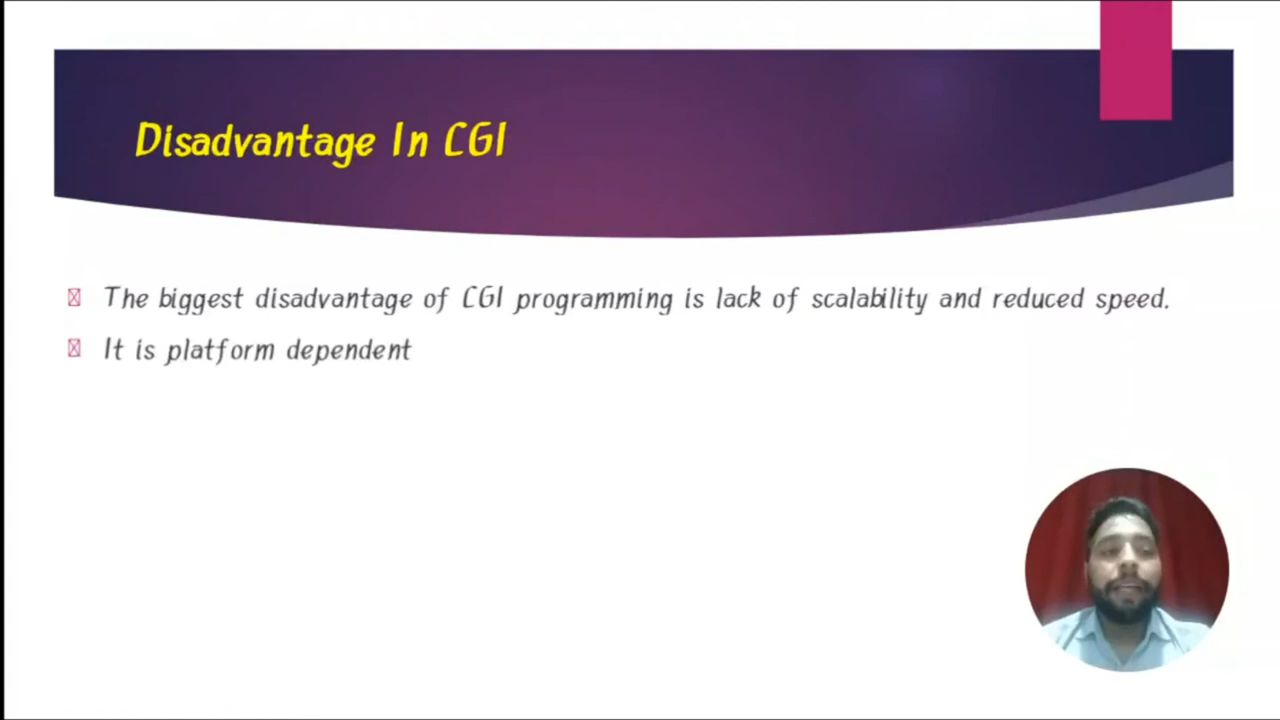 Disadvantage In CGI
The biggest disadvantage of CGI programming is lack of scalability and reduced speed.
It is platform dependent